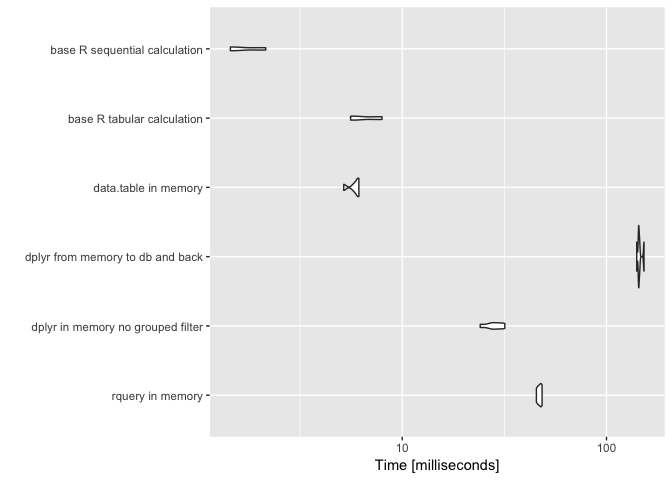 base R sequential calculation
base R tabular calculation
data.table in memory
dplyr from memory to db and back
dplyr in memory no grouped filter
rquery in memory
10 100
Time [milliseconds]